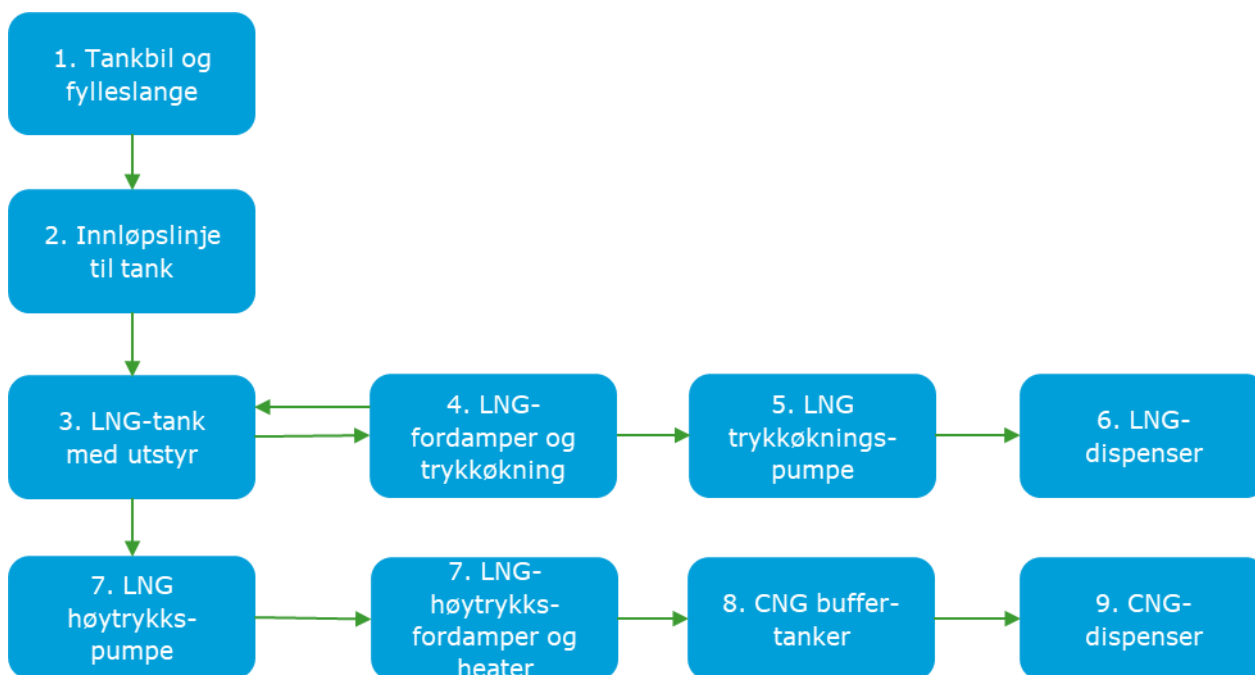 1. Tankbil og
fylleslange
2. Innløpslinje
til tank
3. LNG-tank
med utstyr
4. LNG-
fordamper og
trykkøkning
5. LNG
trykkøknings-
pumpe
6. LNG-
dispenser
7. LNG
høytrykks-
pumpe
7. LNG-
høytrykks-
fordamper og
heater
8. CNG buffer-
tanker
9. CNG-
dispenser